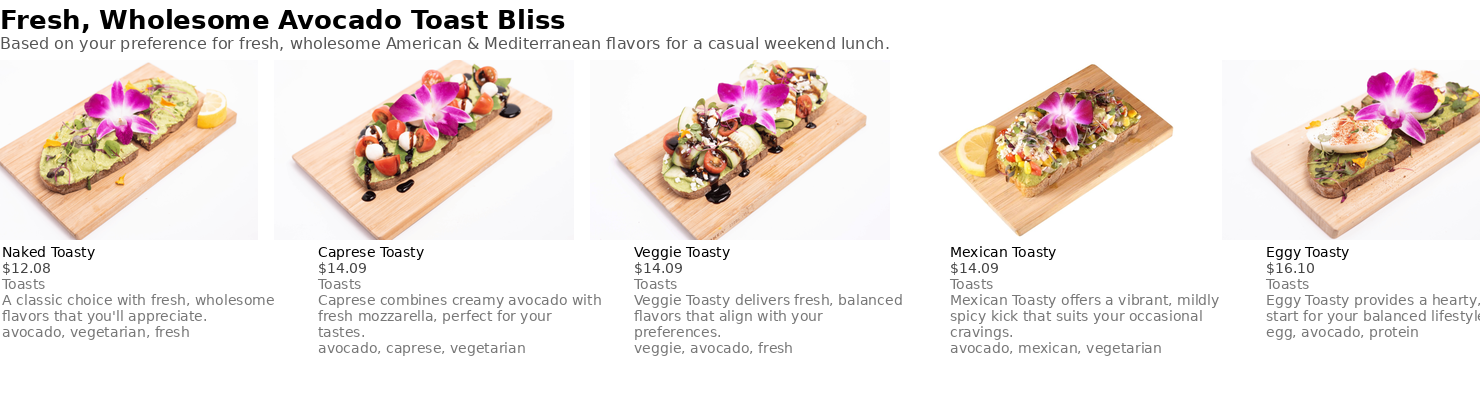 Fresh, Wholesome Avocado Toast Bliss
Based on your preference for fresh, wholesome American & Mediterranean flavors for a casual weekend lunch.
Naked Toasty
$12.08
Toasts
A classic choice with fresh, wholesome
flavors that you'll appreciate.
avocado, vegetarian, fresh
Caprese Toasty
$14.09
Toasts
Caprese combines creamy avocado with
fresh mozzarella, perfect for your
tastes.
avocado, caprese, vegetarian
Veggie Toasty
$14.09
Toasts
Veggie Toasty delivers fresh, balanced
flavors that align with your
preferences.
veggie, avocado, fresh
Mexican Toasty
$14.09
Toasts
Mexican Toasty offers a vibrant, mildly
spicy kick that suits your occasional
cravings.
avocado, mexican, vegetarian
Eggy Toasty
$16.10
Toasts
Eggy Toasty provides a hearty,
start for your balanced lifestyle
egg, avocado, protein